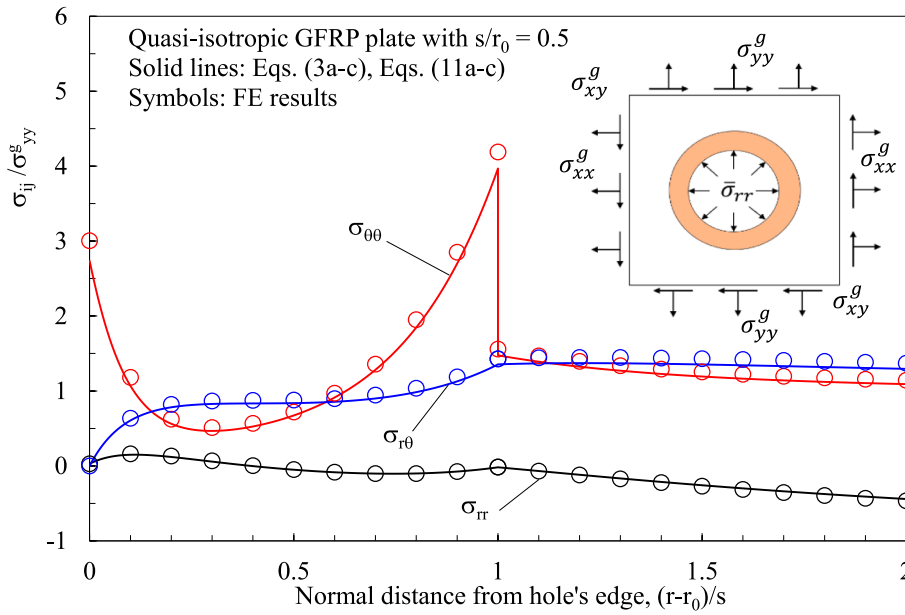 Quasi-isotropic GFRP plate with s/r₀ = 0.5
Solid lines: Eqs. (3a-c), Eqs. (11a-c)
Symbols: FE results
σᵢⱼ /σᵍyy
6
5
4
3
2
1
0
-1
0
0.5
1
1.5
2
Normal distance from hole's edge, (r-r₀)/s
σθθ
σrθ
σrr
σᵍyy
σᵍxy
σᵍxx
σ̄rr
σᵍxx
σᵍyy
σᵍxy